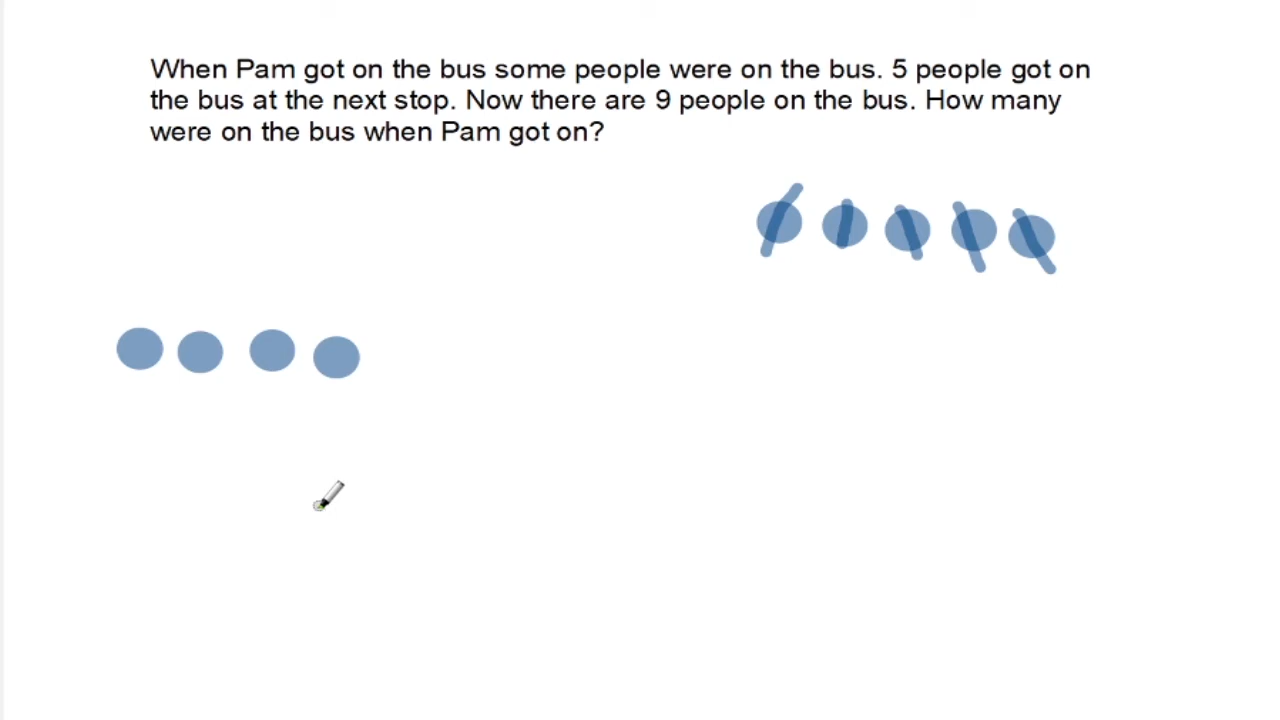 When Pam got on the bus some people were on the bus. 5 people got on
the bus at the next stop. Now there are 9 people on the bus. How many
were on the bus when Pam got on?